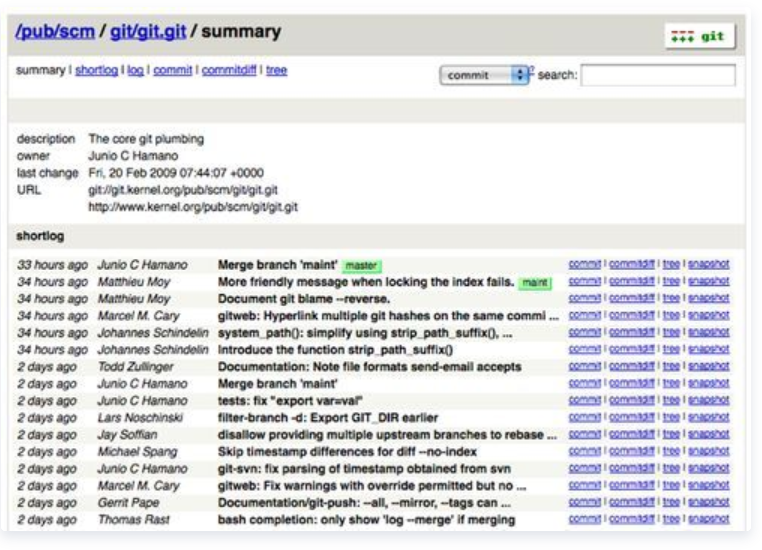 /pub/scm / git/git.git / summary
--- +++ git
summary | shortlog | log | commit | commitdiff | tree
commit ? search:
description The core git plumbing
owner Junio C Hamano
last change Fri, 20 Feb 2009 07:44:07 +0000
URL git://git.kernel.org/pub/scm/git/git.git
http://www.kernel.org/pub/scm/git/git.git
shortlog
33 hours ago Junio C Hamano Merge branch 'maint' master commit | commitdiff | tree | snapshot
34 hours ago Matthieu Moy More friendly message when locking the index fails. maint commit | commitdiff | tree | snapshot
34 hours ago Matthieu Moy Document git blame --reverse. commit | commitdiff | tree | snapshot
34 hours ago Marcel M. Cary gitweb: Hyperlink multiple git hashes on the same commi ... commit | commitdiff | tree | snapshot
34 hours ago Johannes Schindelin system_path(): simplify using strip_path_suffix(), ... commit | commitdiff | tree | snapshot
34 hours ago Johannes Schindelin Introduce the function strip_path_suffix() commit | commitdiff | tree | snapshot
2 days ago Todd Zullinger Documentation: Note file formats send-email accepts commit | commitdiff | tree | snapshot
2 days ago Junio C Hamano Merge branch 'maint' commit | commitdiff | tree | snapshot
2 days ago Junio C Hamano tests: fix "export var=val" commit | commitdiff | tree | snapshot
2 days ago Lars Noschinski filter-branch -d: Export GIT_DIR earlier commit | commitdiff | tree | snapshot
2 days ago Jay Soffian disallow providing multiple upstream branches to rebase ... commit | commitdiff | tree | snapshot
2 days ago Michael Spang Skip timestamp differences for diff --no-index commit | commitdiff | tree | snapshot
2 days ago Junio C Hamano git-svn: fix parsing of timestamp obtained from svn commit | commitdiff | tree | snapshot
2 days ago Marcel M. Cary gitweb: Fix warnings with override permitted but no ... commit | commitdiff | tree | snapshot
2 days ago Gerrit Pape Documentation/git-push: --all, --mirror, --tags can ... commit | commitdiff | tree | snapshot
2 days ago Thomas Rast bash completion: only show 'log --merge' if merging commit | commitdiff | tree | snapshot